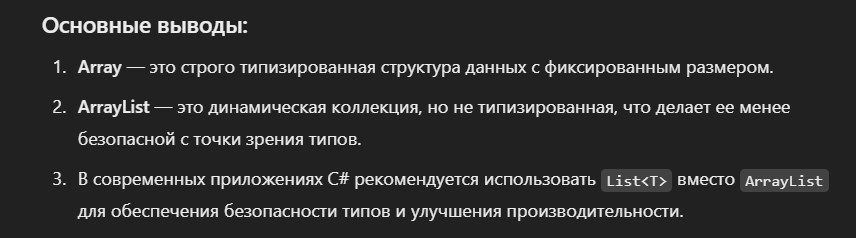 Основные выводы:
1. Array — это строго типизированная структура данных с фиксированным размером.
2. ArrayList — это динамическая коллекция, но не типизированная, что делает ее менее
безопасной с точки зрения типов.
3. В современных приложениях C# рекомендуется использовать List<T> вместо ArrayList
для обеспечения безопасности типов и улучшения производительности.